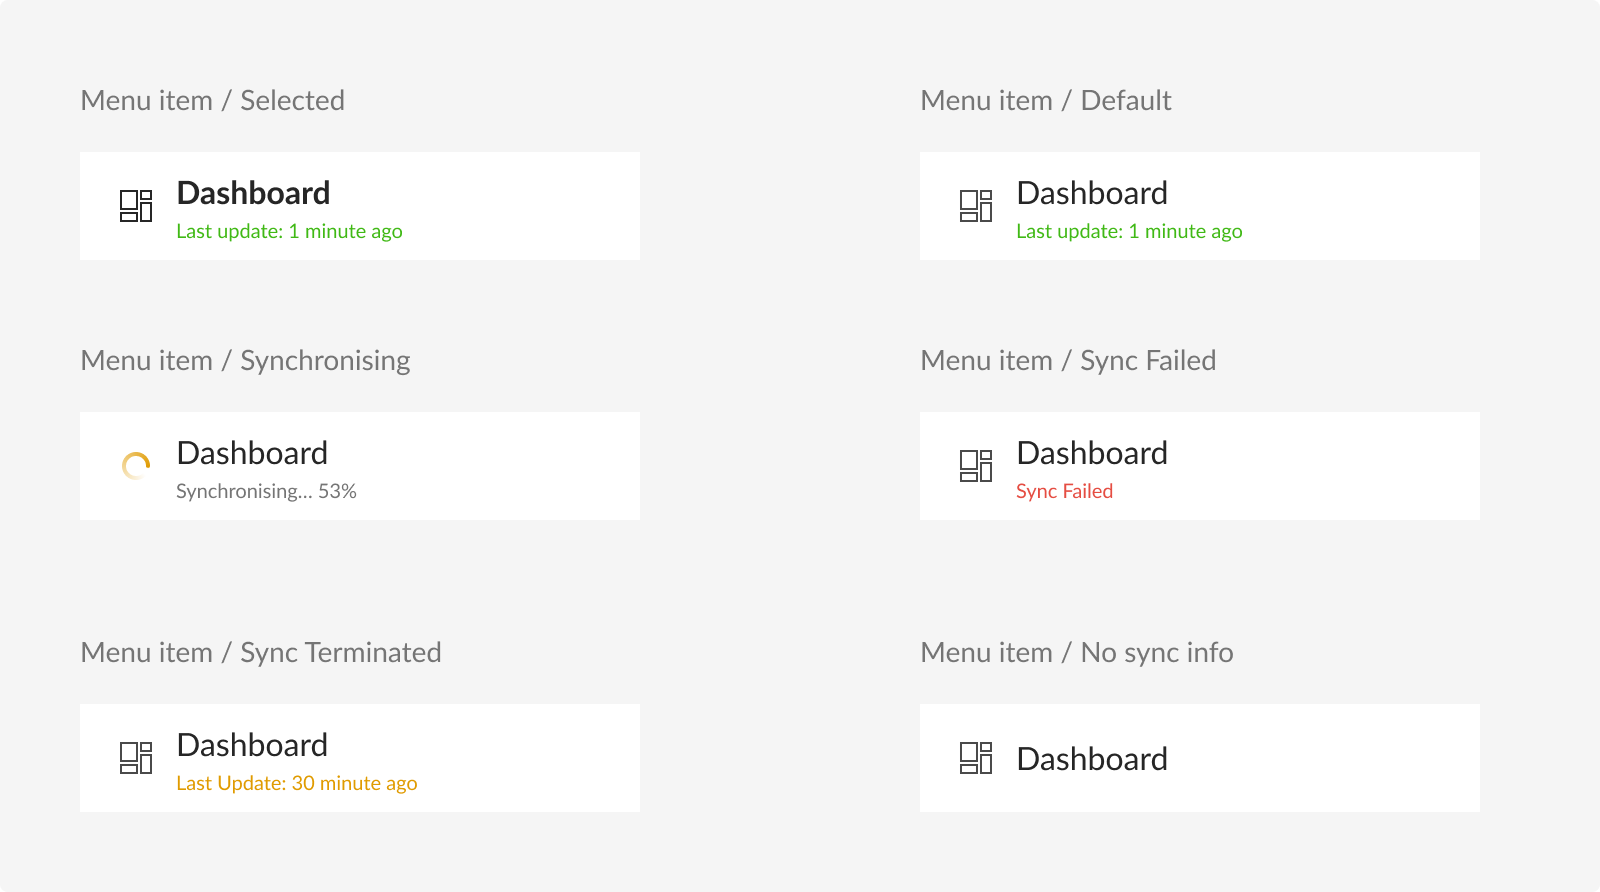 Menu item / Selected
Dashboard
Last update: 1 minute ago
Menu item / Default
Dashboard
Last update: 1 minute ago
Menu item / Synchronising
Dashboard
Synchronising... 53%
Menu item / Sync Failed
Dashboard
Sync Failed
Menu item / Sync Terminated
Dashboard
Last Update: 30 minute ago
Menu item / No sync info
Dashboard